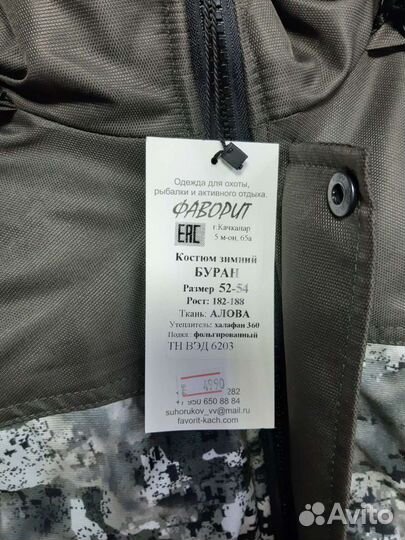 Одежда для охоты,
рыбалки и активного отдыха.
ФАВОРИТ
EAC
г.Качканар
5 м-он, 65а
Костюм зимний
БУРАН
Размер 52-54
Рост: 182-188
Ткань: АЛОВА
Утеплитель: халафан 360
фольгированный
ТН ВЭД 6203
4990
282
+7 950 650 88 84
suhorukov_vv@mail.ru
favorit-kach.com
Avito